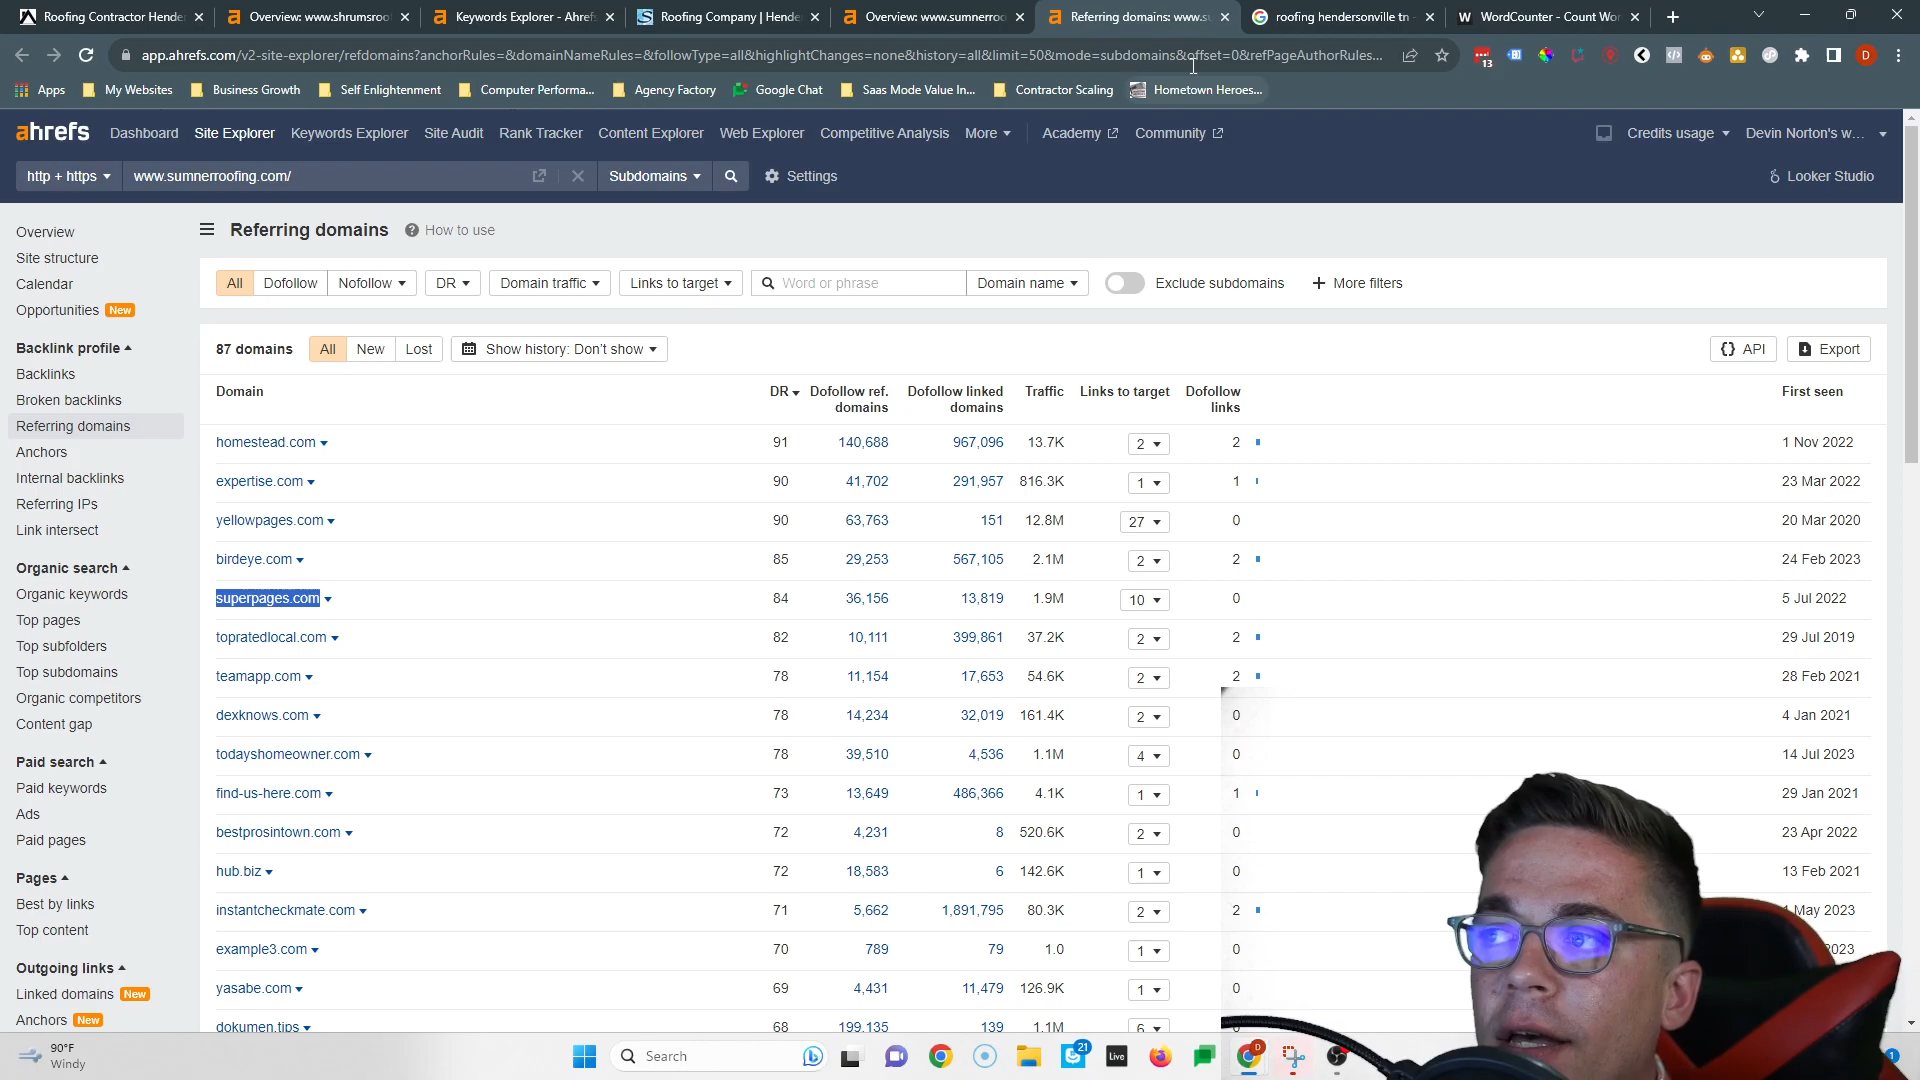 Roofing Contractor Hender
Overview: www.shrumsroo
Keywords Explorer - Ahrefs
Roofing Company | Hender
Overview: www.sumnerroo
Referring domains: www.su
roofing hendersonville tn -
WordCounter - Count Wor
app.ahrefs.com/v2-site-explorer/refdomains?anchorRules=&domainNameRules=&followType=all&highlightChanges=none&history=all&limit=50&mode=subdomains&offset=0&refPageAuthorRules...
13
D
Apps My Websites Business Growth Self Enlightenment Computer Performa... Agency Factory Google Chat Saas Mode Value In... Contractor Scaling Hometown Heroes...
ahrefs Dashboard Site Explorer Keywords Explorer Site Audit Rank Tracker Content Explorer Web Explorer Competitive Analysis More Academy Community Credits usage Devin Norton's w...
http + https www.sumnerroofing.com/ Subdomains Settings Looker Studio
Overview
Site structure
Calendar
Opportunities New
Backlink profile
Backlinks
Broken backlinks
Referring domains
Anchors
Internal backlinks
Referring IPs
Link intersect
Organic search
Organic keywords
Top pages
Top subfolders
Top subdomains
Organic competitors
Content gap
Paid search
Paid keywords
Ads
Paid pages
Pages
Best by links
Top content
Outgoing links
Linked domains New
Anchors New
Referring domains ? How to use
All Dofollow Nofollow DR Domain traffic Links to target Word or phrase Domain name Exclude subdomains + More filters
87 domains All New Lost Show history: Don't show {} API Export
Domain DR Dofollow ref. domains Dofollow linked domains Traffic Links to target Dofollow links First seen
homestead.com 91 140,688 967,096 13.7K 2 2 1 Nov 2022
expertise.com 90 41,702 291,957 816.3K 1 1 23 Mar 2022
yellowpages.com 90 63,763 151 12.8M 27 0 20 Mar 2020
birdeye.com 85 29,253 567,105 2.1M 2 2 24 Feb 2023
superpages.com 84 36,156 13,819 1.9M 10 0 5 Jul 2022
topratedlocal.com 82 10,111 399,861 37.2K 2 2 29 Jul 2019
teamapp.com 78 11,154 17,653 54.6K 2 2 28 Feb 2021
dexknows.com 78 14,234 32,019 161.4K 2 0 4 Jan 2021
todayshomeowner.com 78 39,510 4,536 1.1M 4 0 14 Jul 2023
find-us-here.com 73 13,649 486,366 4.1K 1 1 29 Jan 2021
bestprosintown.com 72 4,231 8 520.6K 2 0 23 Apr 2022
hub.biz 72 18,583 6 142.6K 1 0 13 Feb 2021
instantcheckmate.com 71 5,662 1,891,795 80.3K 2 2 May 2023
example3.com 70 789 79 1.0 1 0 2023
yasabe.com 69 4,431 11,479 126.9K 1 0
dokumen.tips 68 199,135 139 1.1M 6 0
90°F
Windy
Search
21
Live
D
1